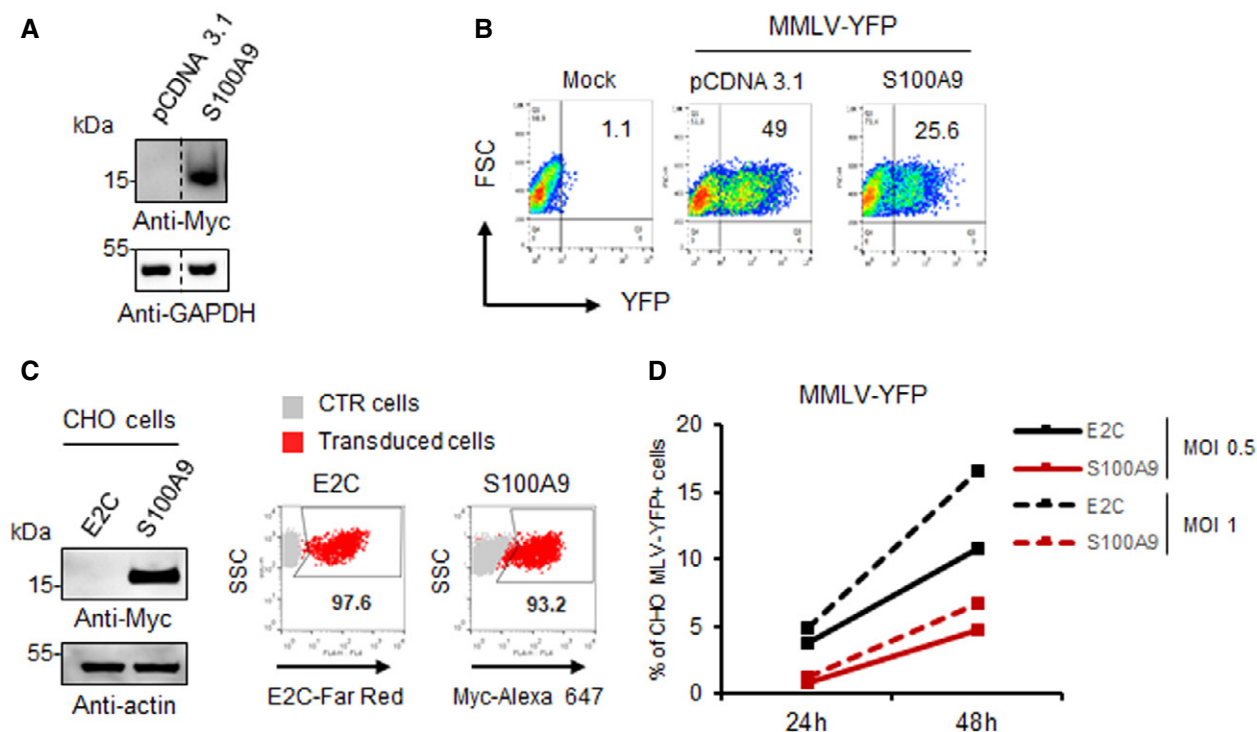 A
pCDNA 3.1
S100A9
kDa
15-
Anti-Myc
55
Anti-GAPDH
B
MMLV-YFP
Mock
pCDNA 3.1
S100A9
1.1
49
25.6
FSC
YFP
C
CHO cells
E2C
S100A9
kDa
15-
Anti-Myc
55-
Anti-actin
CTR cells
Transduced cells
E2C
S100A9
SSC
97.6
SSC
93.2
E2C-Far Red
Myc-Alexa 647
D
MMLV-YFP
% of CHO MLV-YFP+ cells
20
15
10
5
0
24h
48h
E2C
S100A9
MOI 0.5
E2C
S100A9
MOI 1